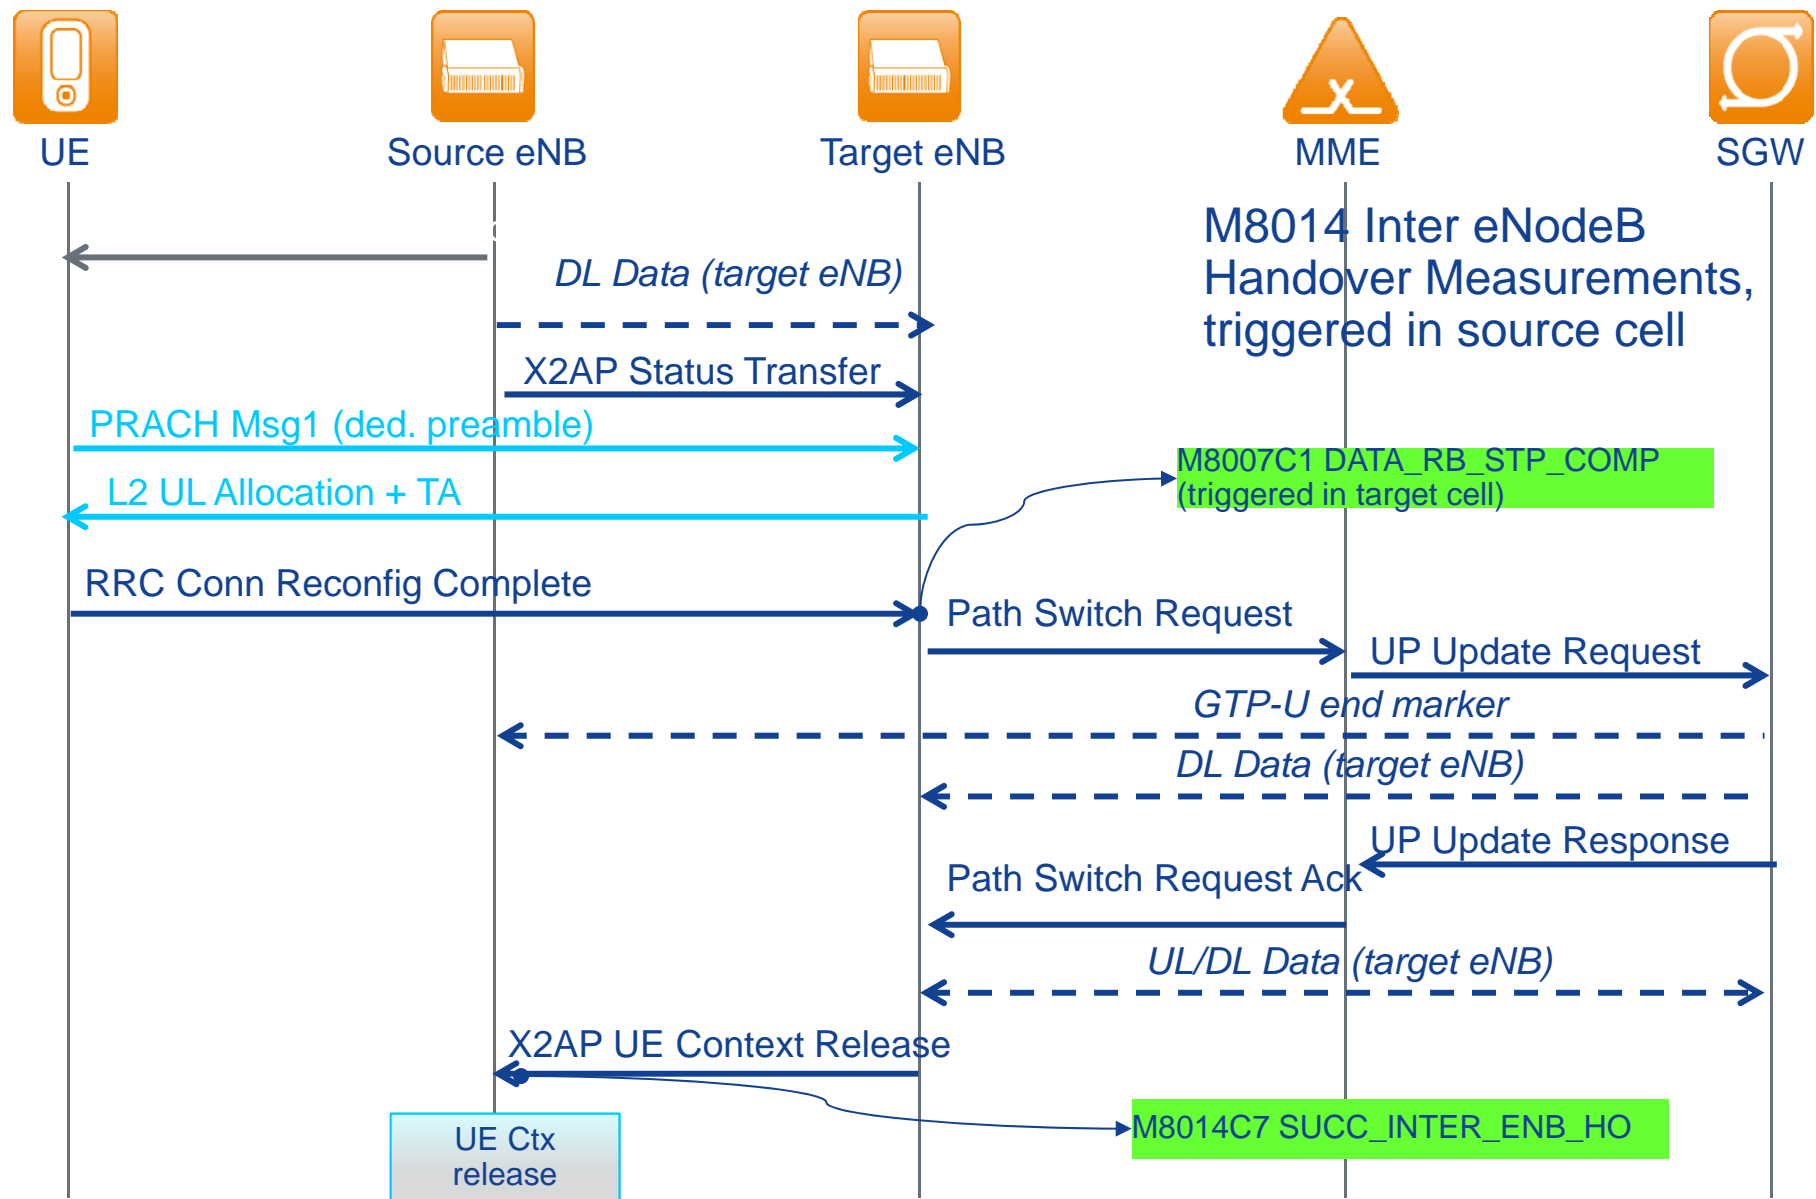 UE
Source eNB
Target eNB
MME
SGW
M8014 Inter eNodeB
Handover Measurements,
triggered in source cell
DL Data (target eNB)
X2AP Status Transfer
PRACH Msg1 (ded. preamble)
M8007C1 DATA_RB_STP_COMP
(triggered in target cell)
L2 UL Allocation + TA
RRC Conn Reconfig Complete
Path Switch Request
UP Update Request
GTP-U end marker
DL Data (target eNB)
UP Update Response
Path Switch Request Ack
UL/DL Data (target eNB)
X2AP UE Context Release
M8014C7 SUCC_INTER_ENB_HO
UE Ctx
release